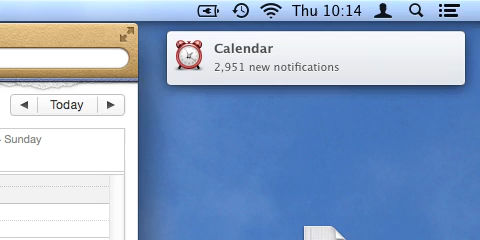 Thu 10:14
Calendar
2,951 new notifications
Today
Sunday